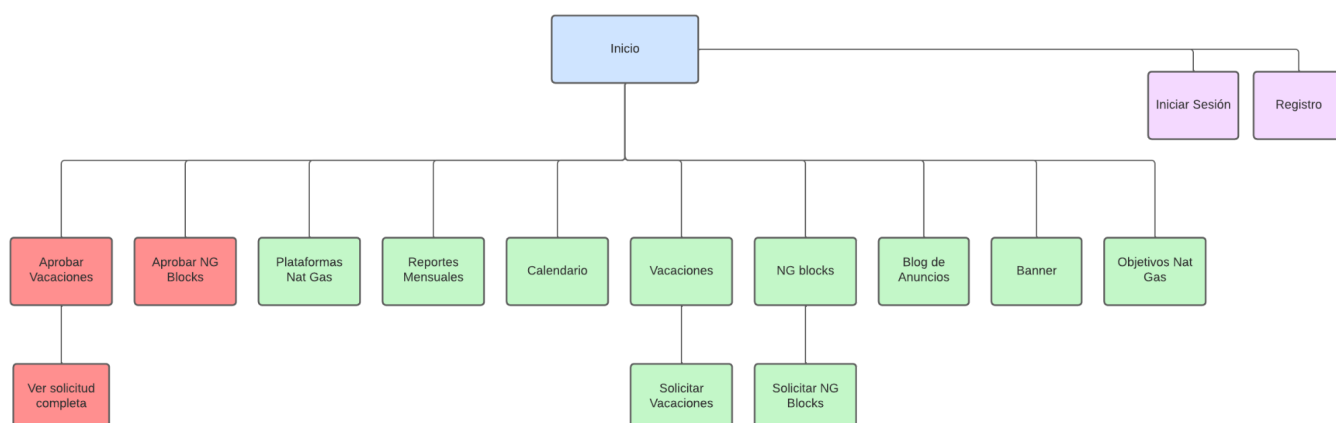 Inicio
Iniciar Sesión
Registro
Aprobar
Vacaciones
Aprobar NG
Blocks
Plataformas
Nat Gas
Reportes
Mensuales
Calendario
Vacaciones
NG blocks
Blog de
Anuncios
Banner
Objetivos Nat
Gas
Ver solicitud
completa
Solicitar
Vacaciones
Solicitar NG
Blocks